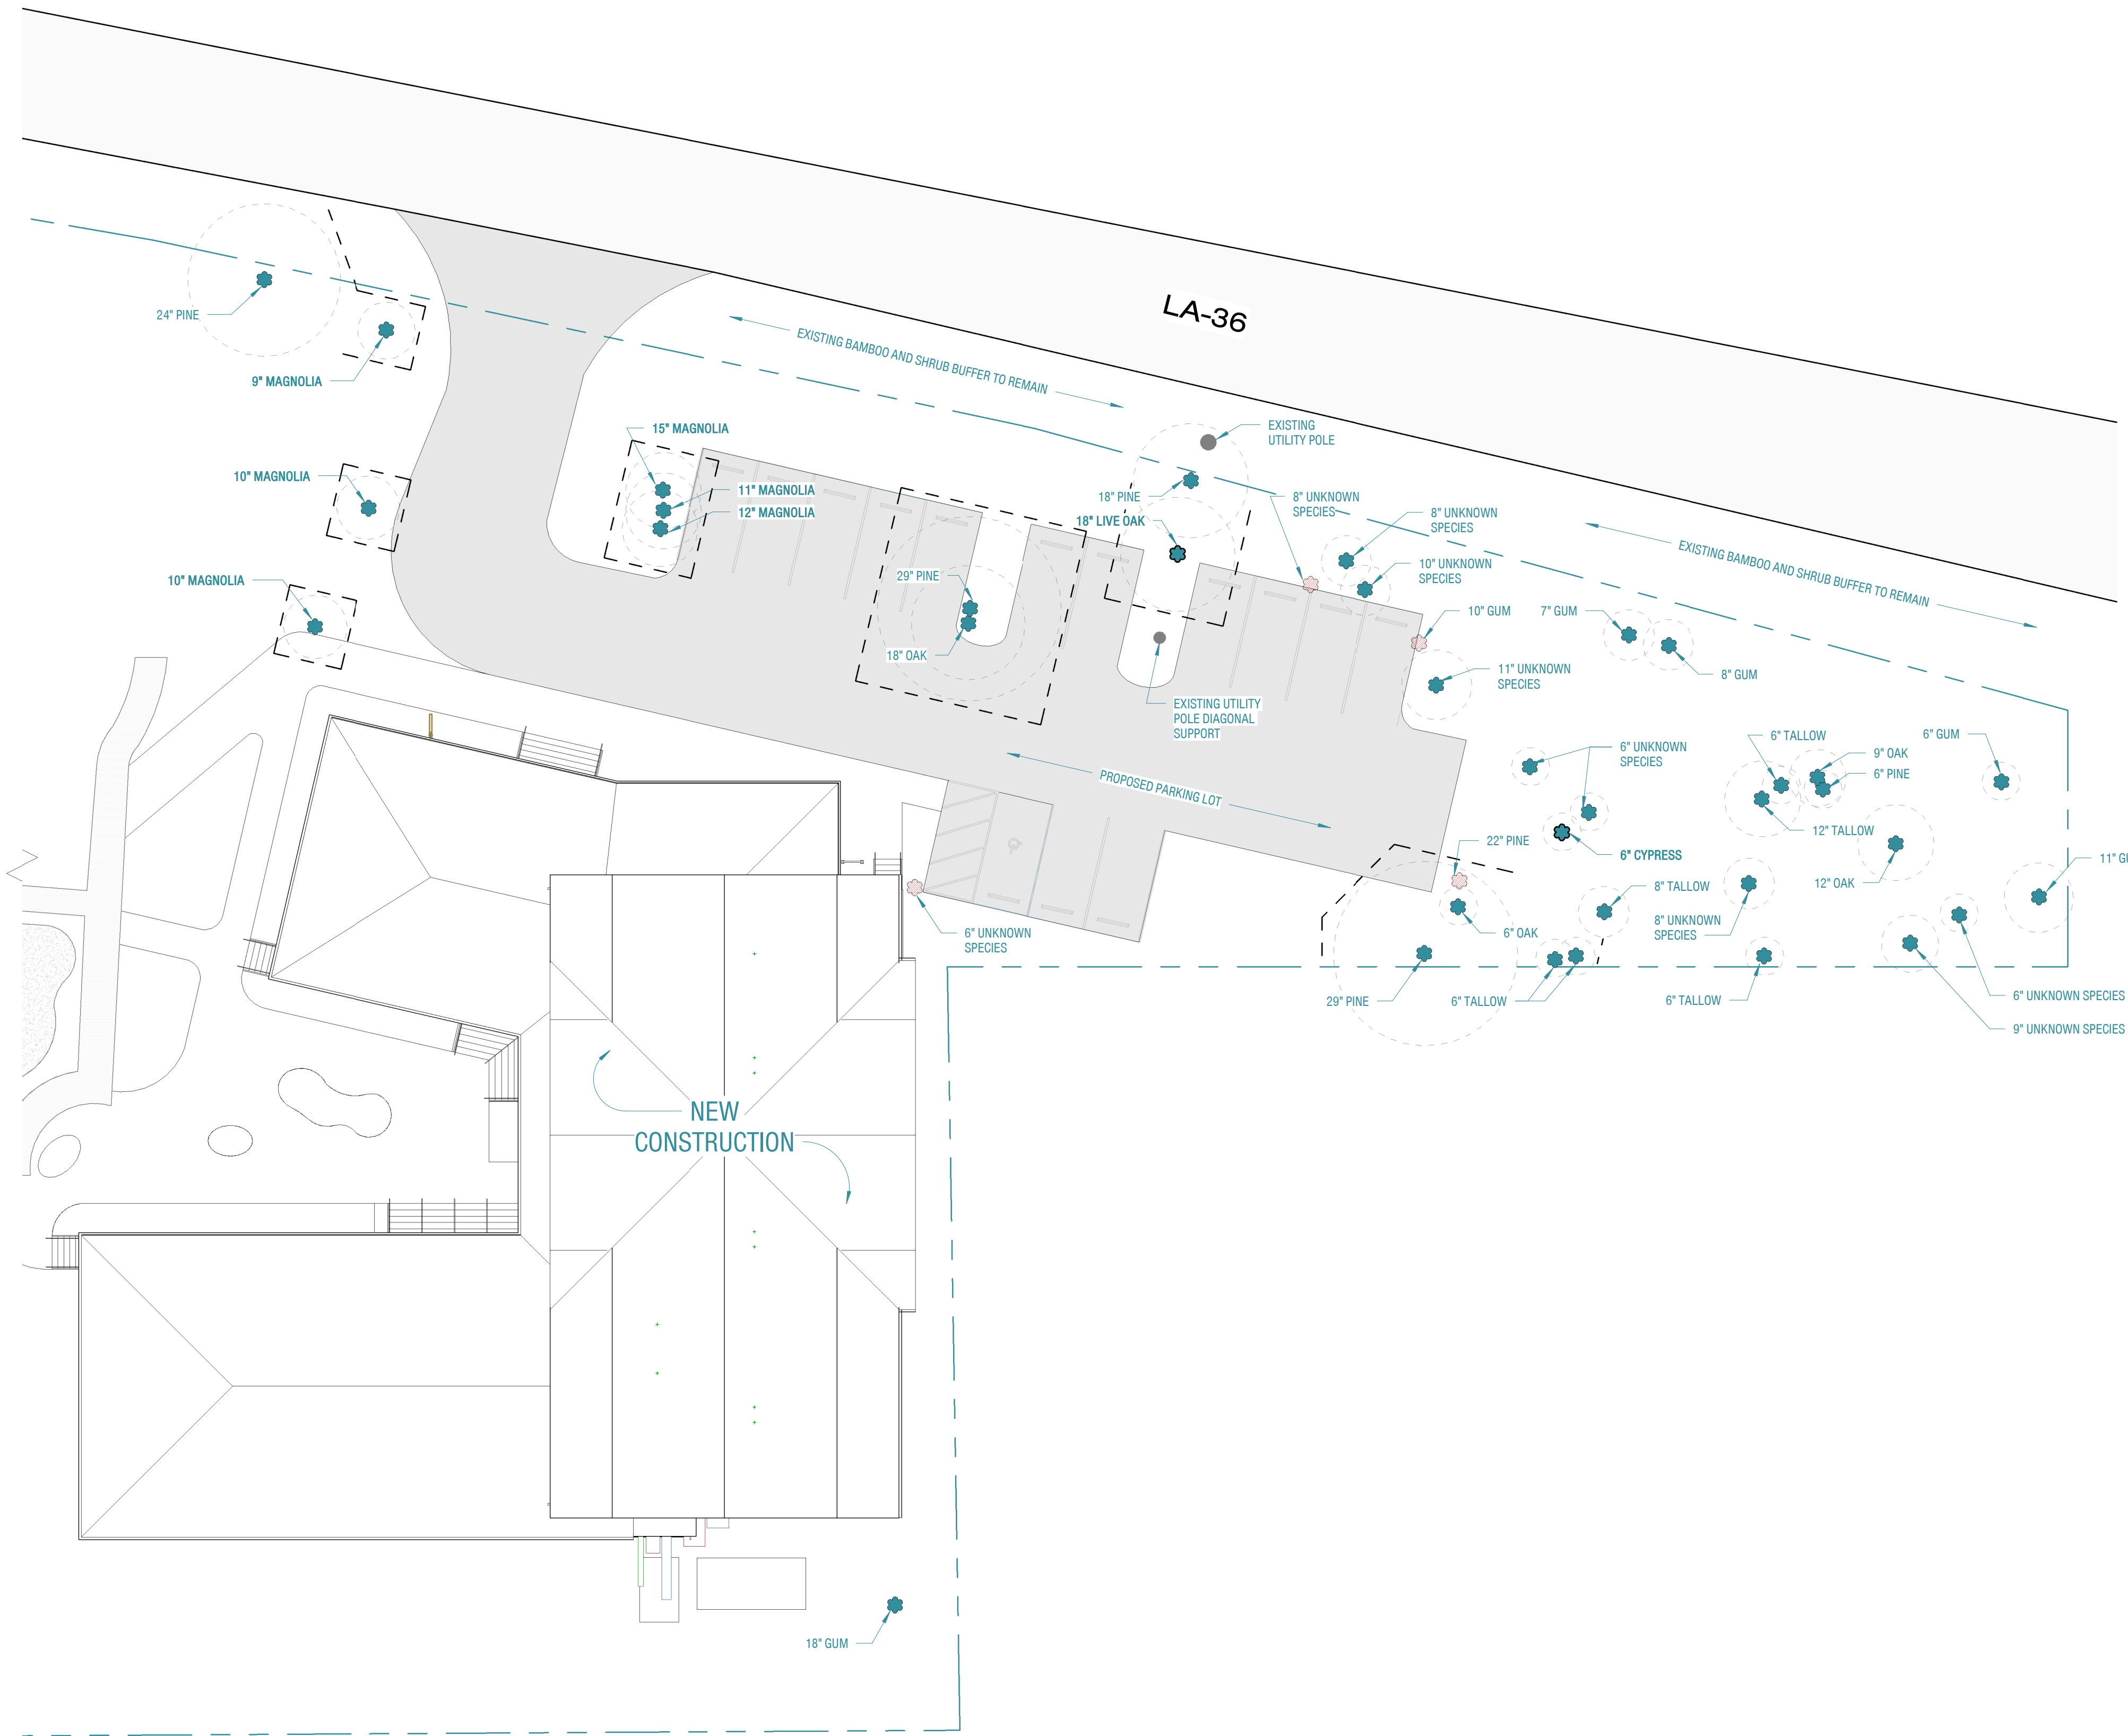 LA-36
EXISTING BAMBOO AND SHRUB BUFFER TO REMAIN
24" PINE
9" MAGNOLIA
15" MAGNOLIA
EXISTING
UTILITY POLE
10" MAGNOLIA
11" MAGNOLIA
12" MAGNOLIA
18" PINE
18" LIVE OAK
8" UNKNOWN
SPECIES
8" UNKNOWN
SPECIES
10" UNKNOWN
SPECIES
EXISTING BAMBOO AND SHRUB BUFFER TO REMAIN
10" MAGNOLIA
29" PINE
18" OAK
10" GUM
7" GUM
8" GUM
11" UNKNOWN
SPECIES
EXISTING UTILITY
POLE DIAGONAL
SUPPORT
6" UNKNOWN
SPECIES
6" TALLOW
9" OAK
6" PINE
6" GUM
PROPOSED PARKING LOT
12" TALLOW
22" PINE
6" CYPRESS
11" GU
12" OAK
8" TALLOW
8" UNKNOWN
SPECIES
6" UNKNOWN
SPECIES
6" OAK
29" PINE
6" TALLOW
6" TALLOW
6" UNKNOWN SPECIES
9" UNKNOWN SPECIES
NEW
CONSTRUCTION
18" GUM